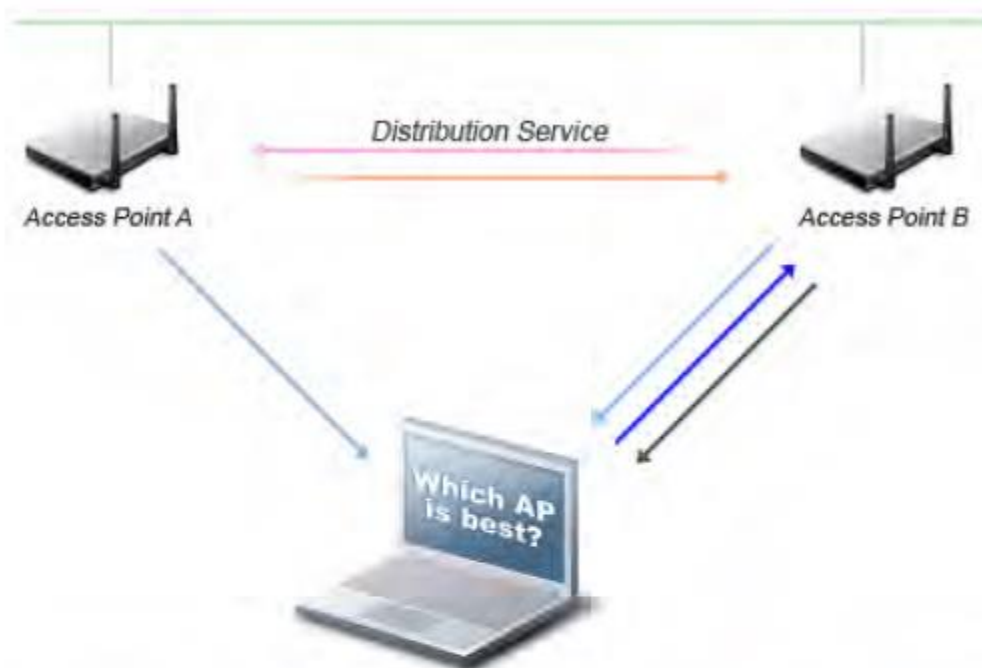 Distribution Service
Access Point A
Access Point B
Which AP
is best?